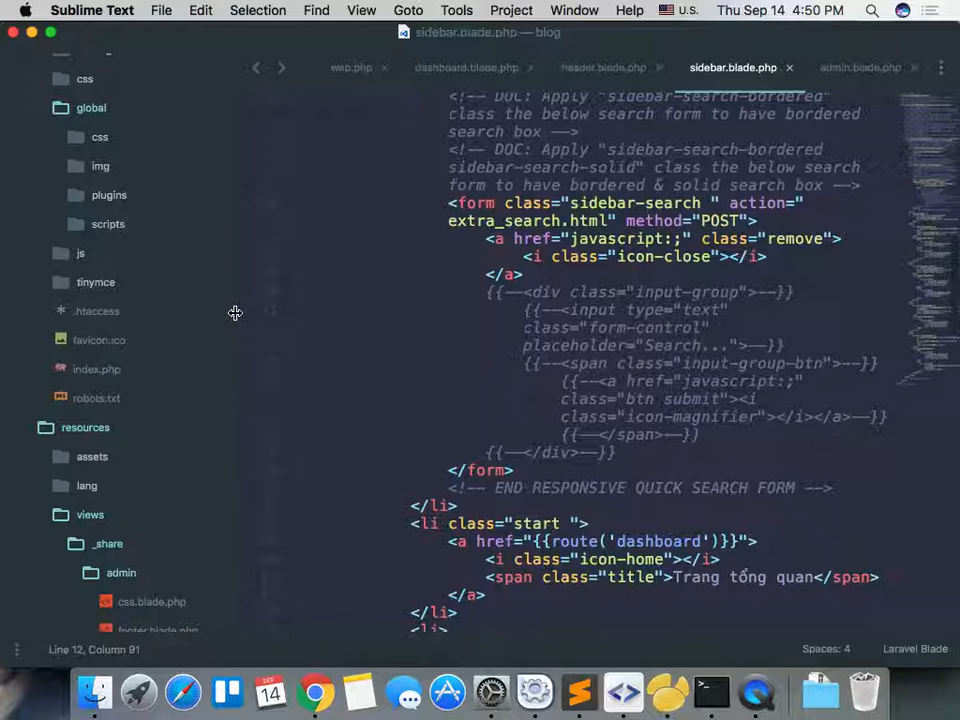 Sublime Text File Edit Selection Find View Goto Tools Project Window Help U.S. Thu Sep 14 4:50 PM
sidebar.blade.php — blog
web.php × dashboard.blade.php × header.blade.php × sidebar.blade.php × admin.blade.php ×
css
global
css
img
plugins
scripts
js
tinymce
.htaccess
favicon.ico
index.php
robots.txt
resources
assets
lang
views
_share
admin
css.blade.php
footer.blade.php
<!-- DOC: Apply "sidebar-search-bordered"
class the below search form to have bordered
search box -->
<!-- DOC: Apply "sidebar-search-bordered
sidebar-search-solid" class the below search
form to have bordered & solid search box -->
<form class="sidebar-search " action="
extra_search.html" method="POST">
<a href="javascript:;" class="remove">
<i class="icon-close"></i>
</a>
{{--<div class="input-group">--}}
{{--<input type="text"
class="form-control"
placeholder="Search...">--}}
{{--<span class="input-group-btn">--}}
{{--<a href="javascript:;"
class="btn submit"><i
class="icon-magnifier"></i></a>--}}
{{--</span>--}}
{{--</div>--}}
</form>
<!-- END RESPONSIVE QUICK SEARCH FORM -->
</li>
<li class="start ">
<a href="{{route('dashboard')}}">
<i class="icon-home"></i>
<span class="title">Trang tổng quan</span>
</a>
</li>
<li>
Line 12, Column 91 Spaces: 4 Laravel Blade
SEP
14